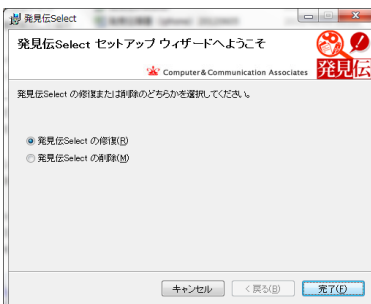 発見伝Select
発見伝Select セットアップ ウィザードへようこそ
Computer & Communication Associates
発見伝
発見伝Select の修復または削除のどちらかを選択してください。
発見伝Select の修復(R)
発見伝Select の削除(M)
キャンセル
< 戻る(B)
完了(F)